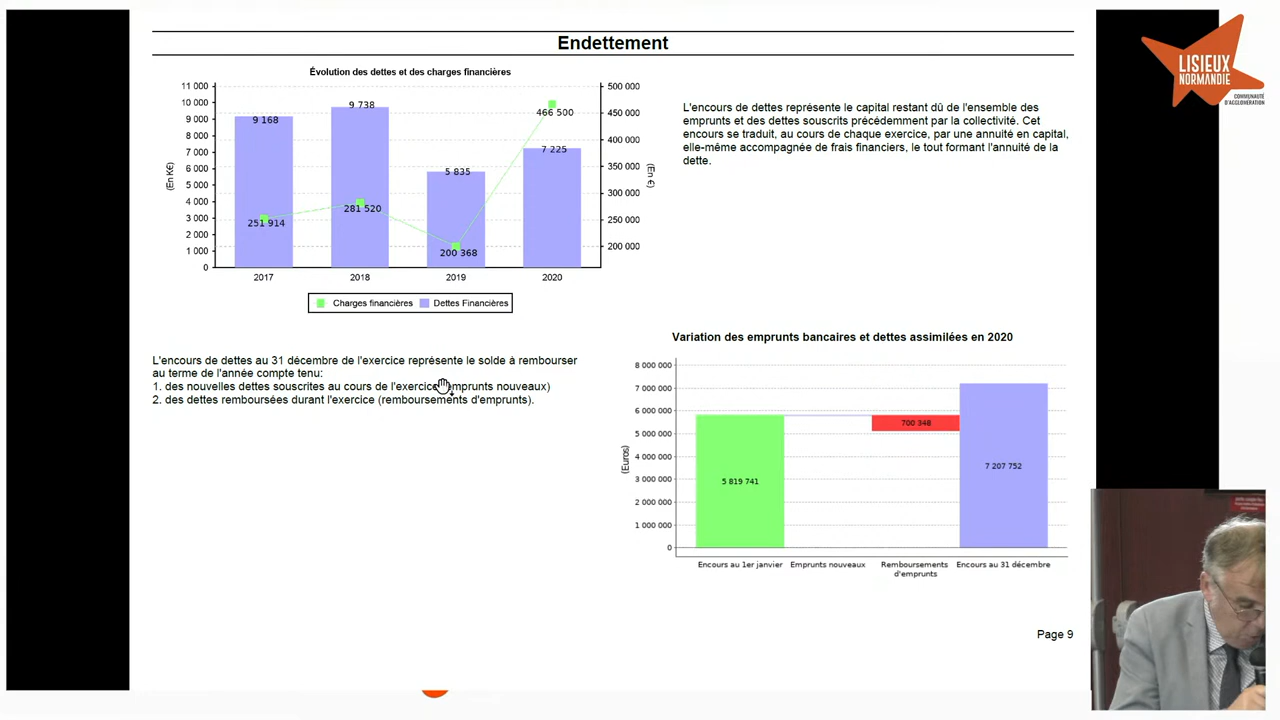 Endettement
LISIEUX
NORMANDIE
COMMUNAUTÉ
D'AGGLOMÉRATION
Évolution des dettes et des charges financières
11 000
10 000
9 000
8 000
7 000
6 000
5 000
4 000
3 000
2 000
1 000
0
(En K€)
500 000
450 000
400 000
350 000
300 000
250 000
200 000
(En €)
9 168
9 738
5 835
7 225
251 914
281 520
200 368
466 500
2017 2018 2019 2020
Charges financières Dettes Financières
L'encours de dettes représente le capital restant dû de l'ensemble des
emprunts et des dettes souscrits précédemment par la collectivité. Cet
encours se traduit, au cours de chaque exercice, par une annuité en capital,
elle-même accompagnée de frais financiers, le tout formant l'annuité de la
dette.
L'encours de dettes au 31 décembre de l'exercice représente le solde à rembourser
au terme de l'année compte tenu:
1. des nouvelles dettes souscrites au cours de l'exercice emprunts nouveaux)
2. des dettes remboursées durant l'exercice (remboursements d'emprunts).
Variation des emprunts bancaires et dettes assimilées en 2020
8 000 000
7 000 000
6 000 000
5 000 000
4 000 000
3 000 000
2 000 000
1 000 000
0
(Euros)
5 819 741
700 348
7 207 752
Encours au 1er janvier Emprunts nouveaux Remboursements Encours au 31 décembre
d'emprunts
Page 9